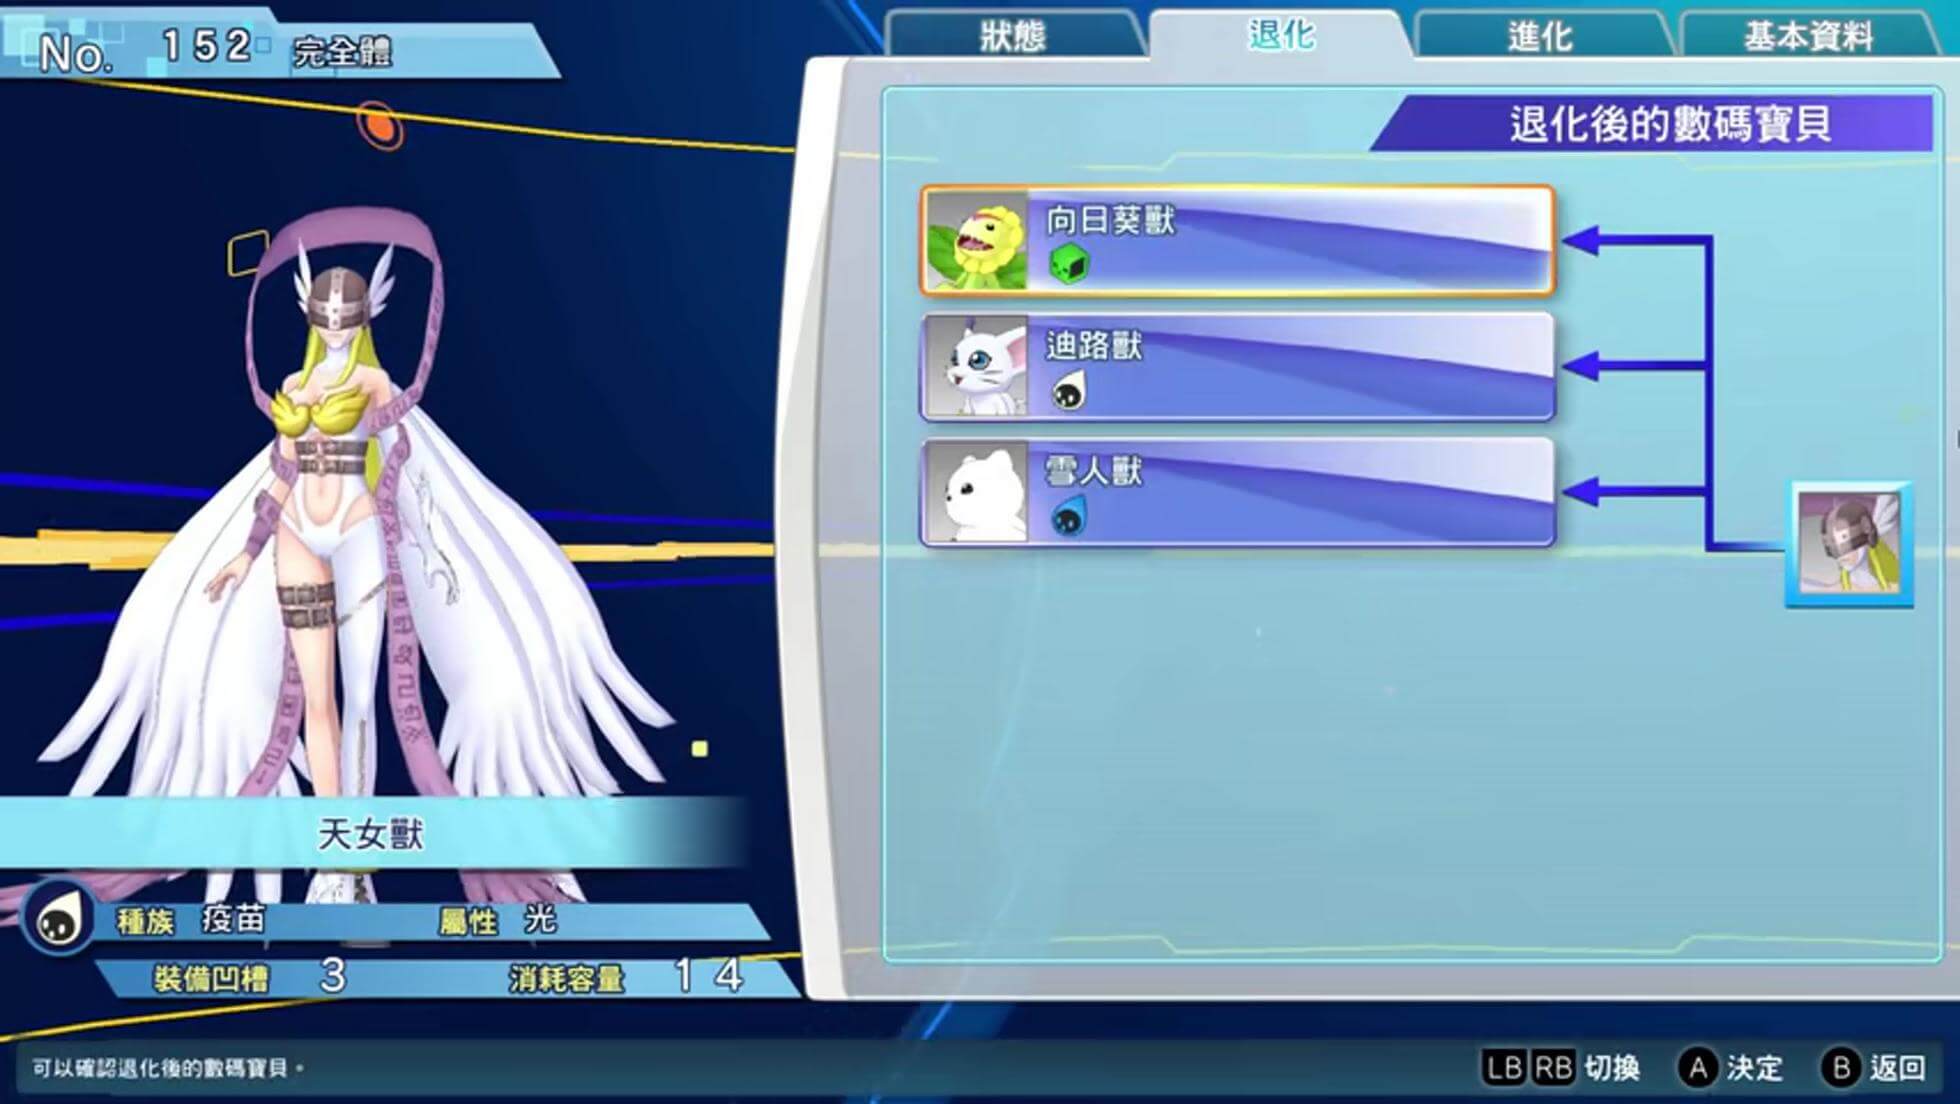 No. 152 完全體
狀態 退化 進化 基本資料
退化後的數碼寶貝
向日葵獸
迪路獸
雪人獸
天女獸
種族 疫苗 屬性 光
裝備凹槽 3 消耗容量 14
可以確認退化後的數碼寶貝。
LB RB 切換 A 決定 B 返回